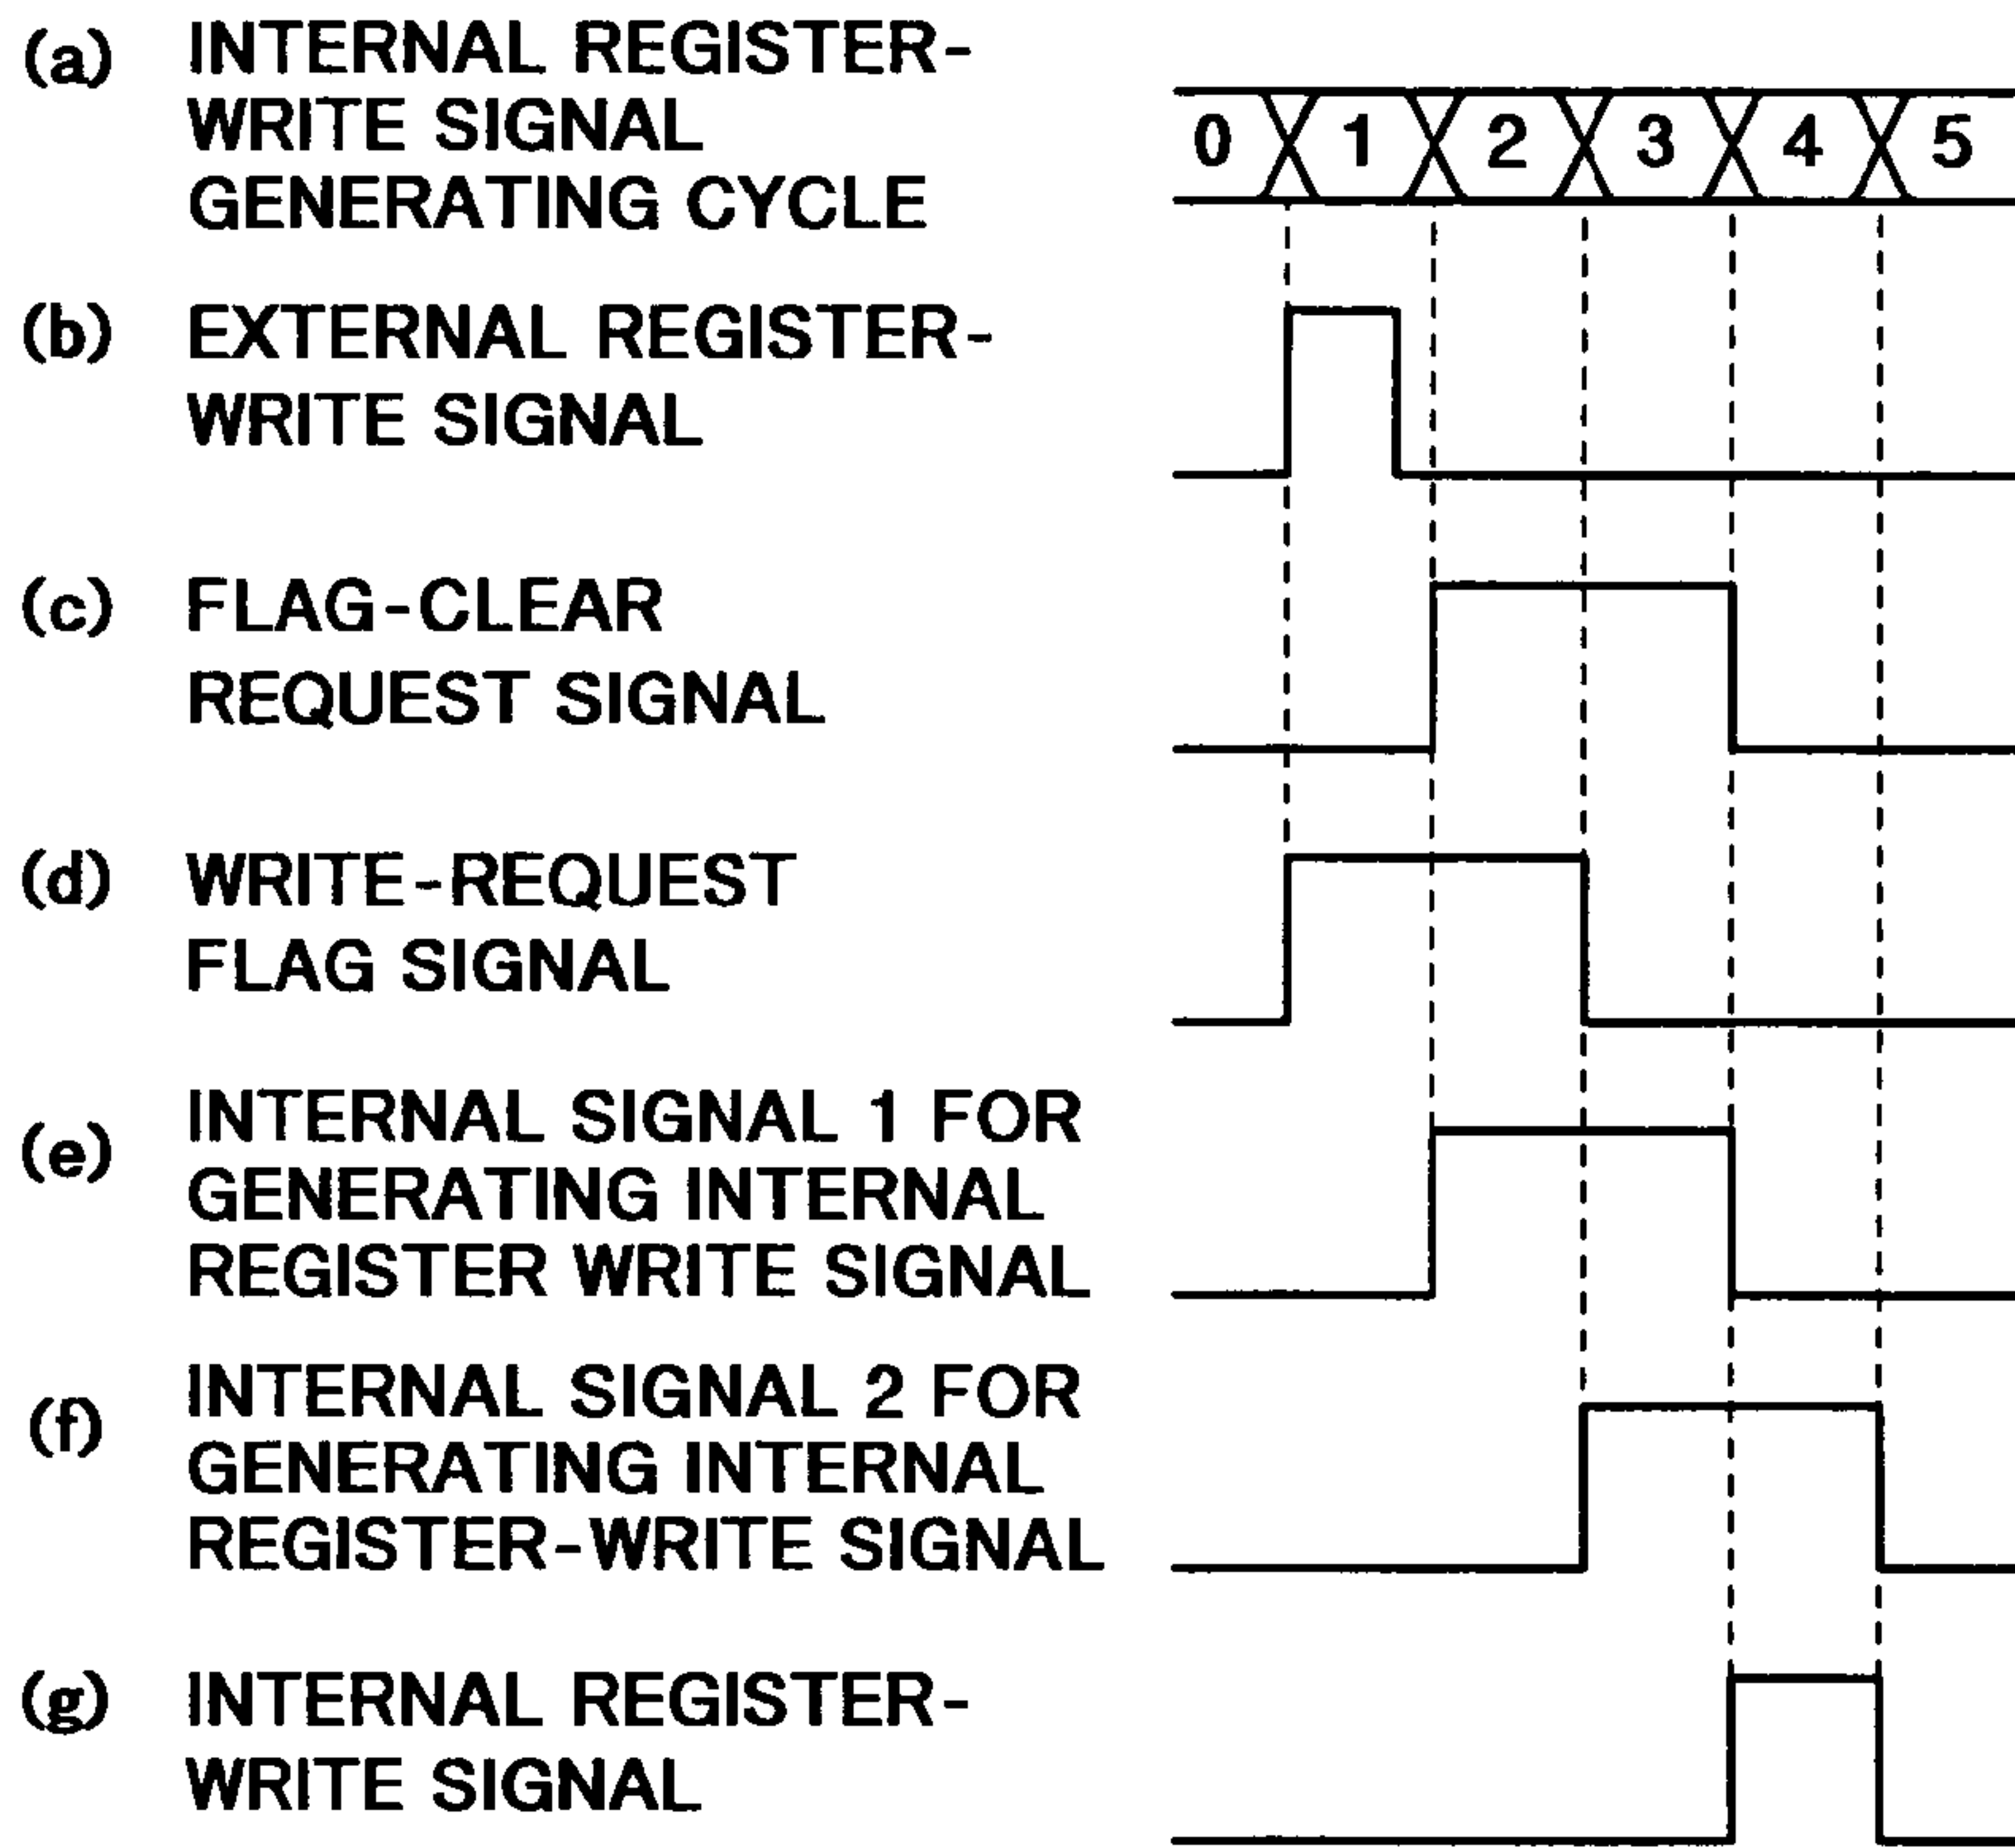 (a) INTERNAL REGISTER-
WRITE SIGNAL
GENERATING CYCLE
0 1 2 3 4 5
(b) EXTERNAL REGISTER-
WRITE SIGNAL
(c) FLAG-CLEAR
REQUEST SIGNAL
(d) WRITE-REQUEST
FLAG SIGNAL
(e) INTERNAL SIGNAL 1 FOR
GENERATING INTERNAL
REGISTER WRITE SIGNAL
(f) INTERNAL SIGNAL 2 FOR
GENERATING INTERNAL
REGISTER-WRITE SIGNAL
(g) INTERNAL REGISTER-
WRITE SIGNAL